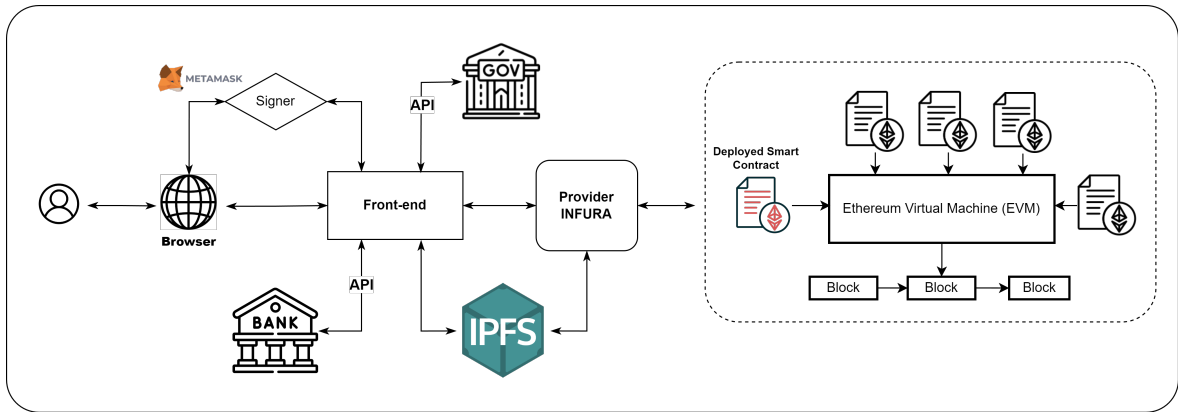 METAMASK
Signer
GOV
API
Browser
Front-end
API
BANK
IPFS
Provider
INFURA
Deployed Smart
Contract
Ethereum Virtual Machine (EVM)
Block
Block
Block